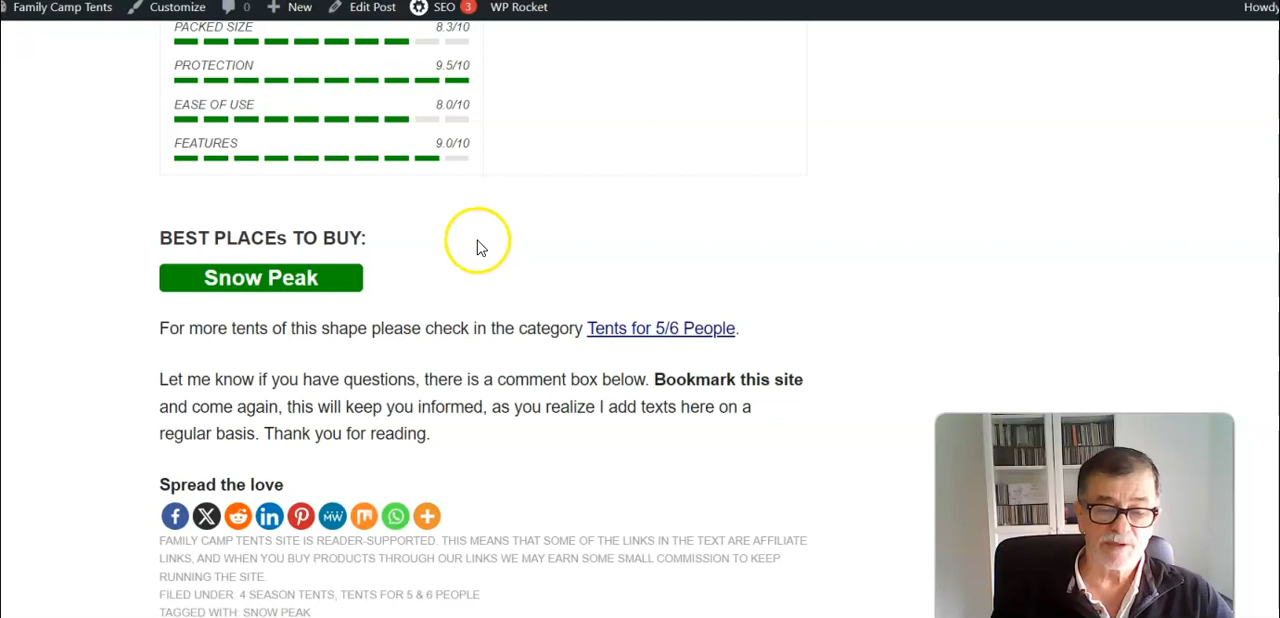 Family Camp Tents Customize 0 New Edit Post SEO 3 WP Rocket Howdy
PACKED SIZE 8.3/10
PROTECTION 9.5/10
EASE OF USE 8.0/10
FEATURES 9.0/10
BEST PLACEs TO BUY:
Snow Peak
For more tents of this shape please check in the category Tents for 5/6 People.
Let me know if you have questions, there is a comment box below. Bookmark this site
and come again, this will keep you informed, as you realize I add texts here on a
regular basis. Thank you for reading.
Spread the love
MW
FAMILY CAMP TENTS SITE IS READER-SUPPORTED. THIS MEANS THAT SOME OF THE LINKS IN THE TEXT ARE AFFILIATE
LINKS, AND WHEN YOU BUY PRODUCTS THROUGH OUR LINKS WE MAY EARN SOME SMALL COMMISSION TO KEEP
RUNNING THE SITE.
FILED UNDER: 4 SEASON TENTS, TENTS FOR 5 & 6 PEOPLE
TAGGED WITH: SNOW PEAK